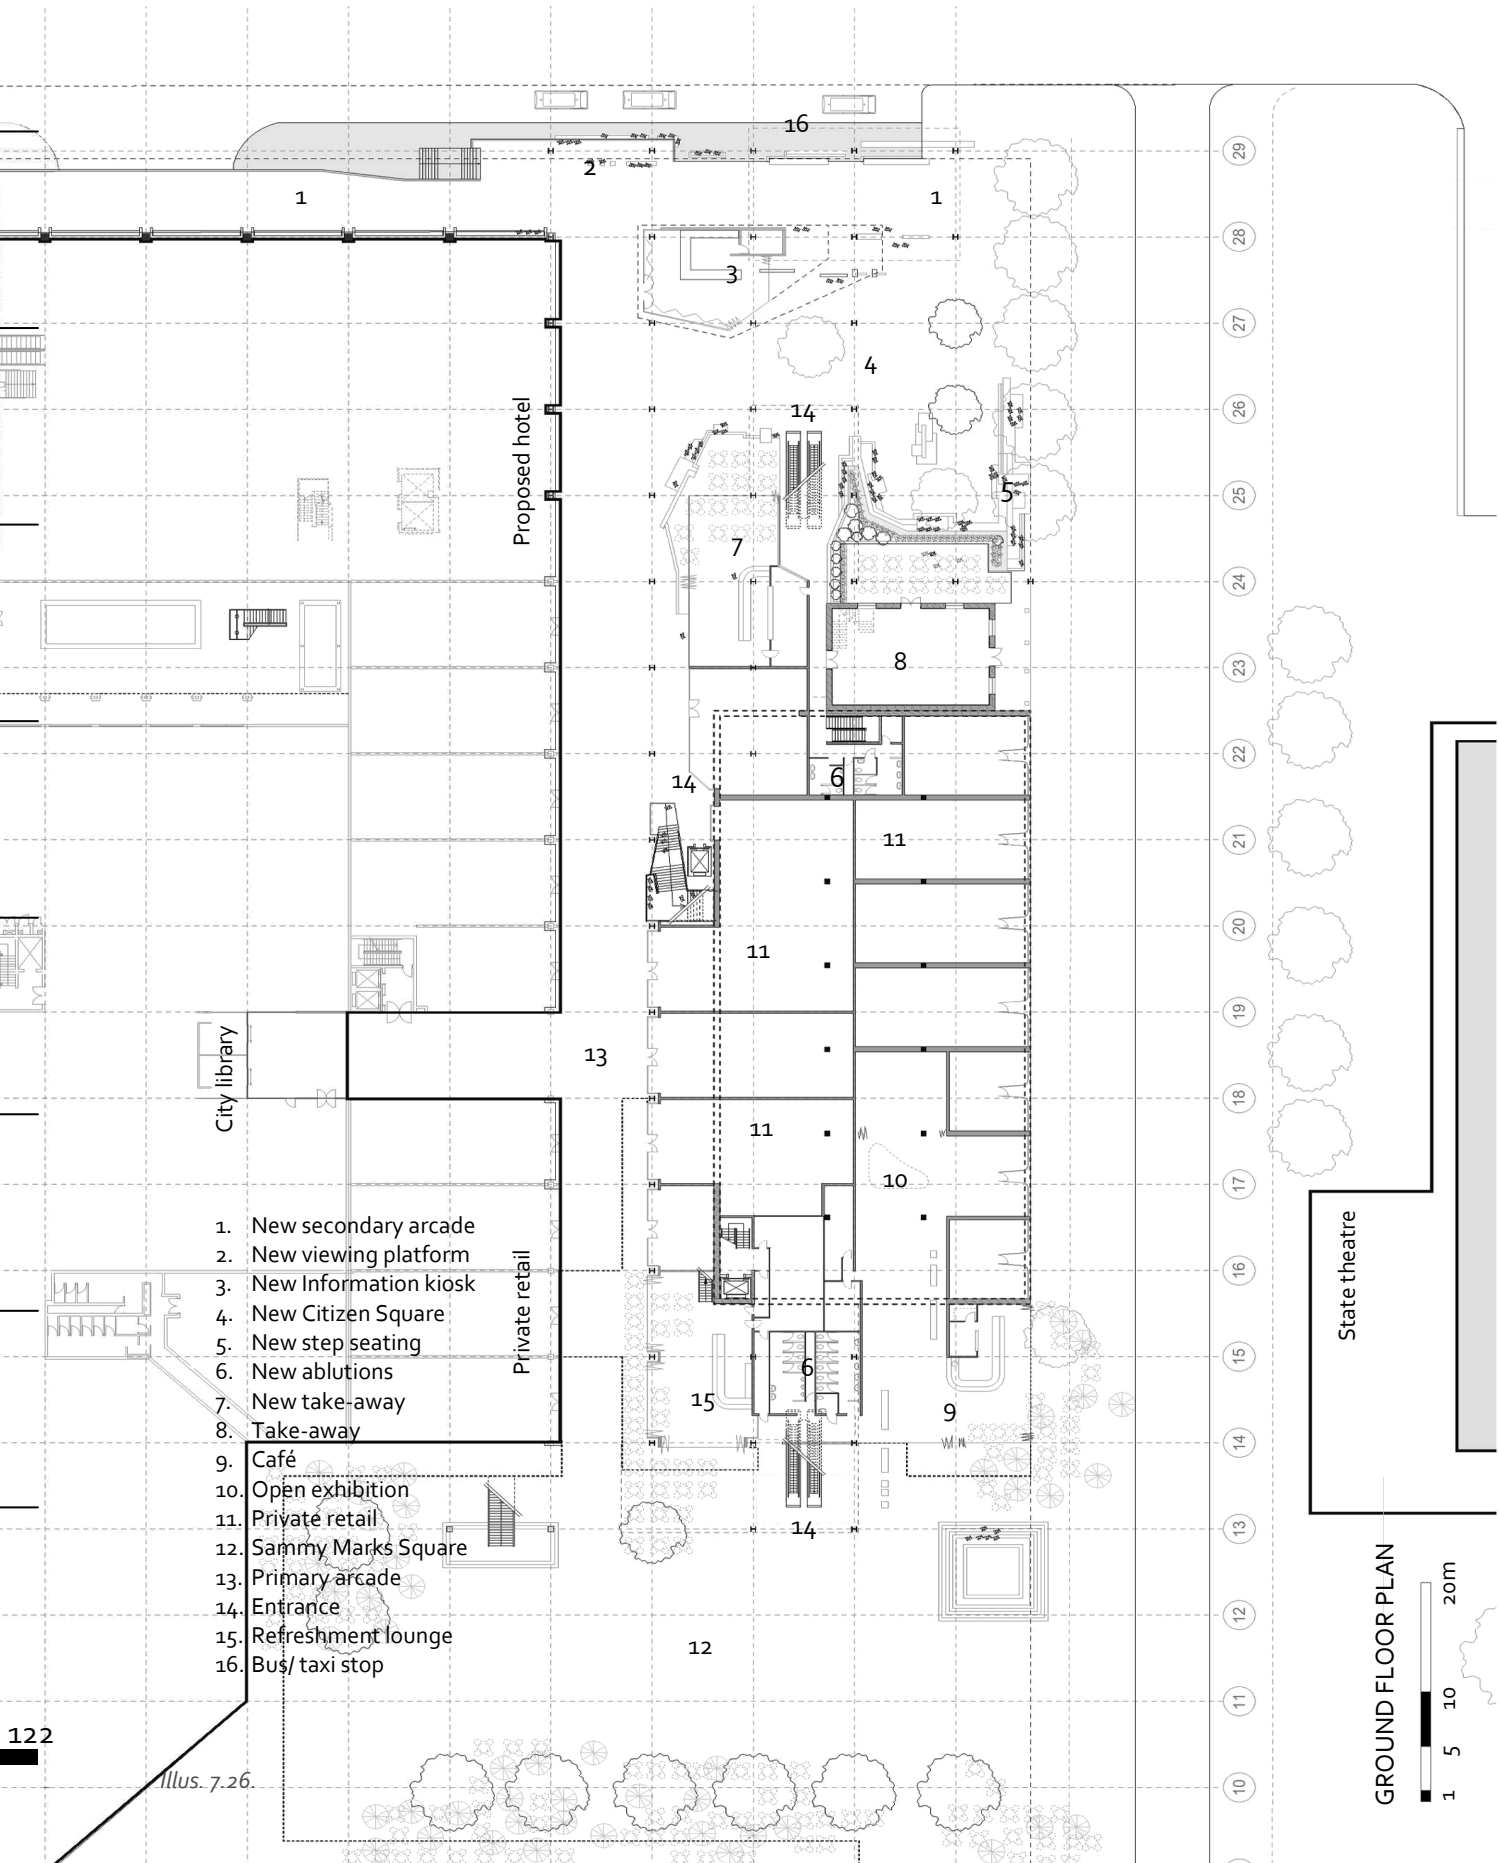 16
29
2
1
1
28
3
27
4
14
26
Proposed hotel
5
25
7
24
8
23
14
6
22
11
21
20
11
19
13
City library
18
11
10
17
1. New secondary arcade
2. New viewing platform
3. New Information kiosk
4. New Citizen Square
5. New step seating
6. New ablutions
7. New take-away
8. Take-away
9. Café
10. Open exhibition
11. Private retail
12. Sammy Marks Square
13. Primary arcade
14. Entrance
15. Refreshment lounge
16. Bus/ taxi stop
Private retail
State theatre
16
15
6
15
9
14
14
13
12
12
11
10
GROUND FLOOR PLAN
1 5 10 20m
122
Illus. 7.26.